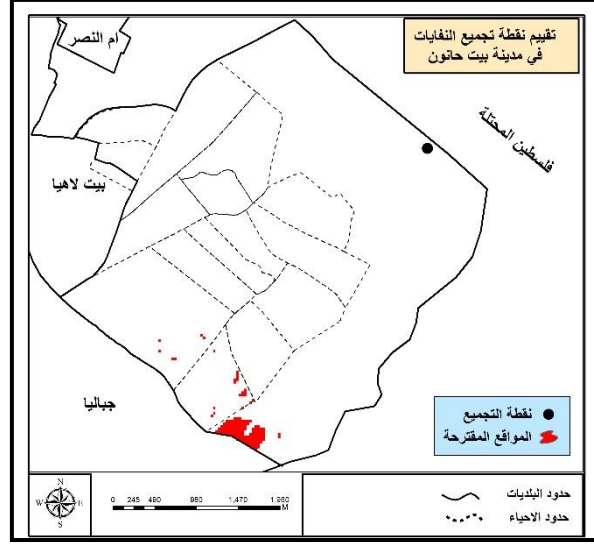 تقييم نقطة تجميع النفايات
في مدينة بيت حانون
ام النصر
فلسطين المحتلة
بيت لاهيا
جباليا
نقطة التجميع
المواقع المقترحة
N
W
E
S
0 245 490 980 1,470 1,960
M
حدود البلديات
حدود الاحياء